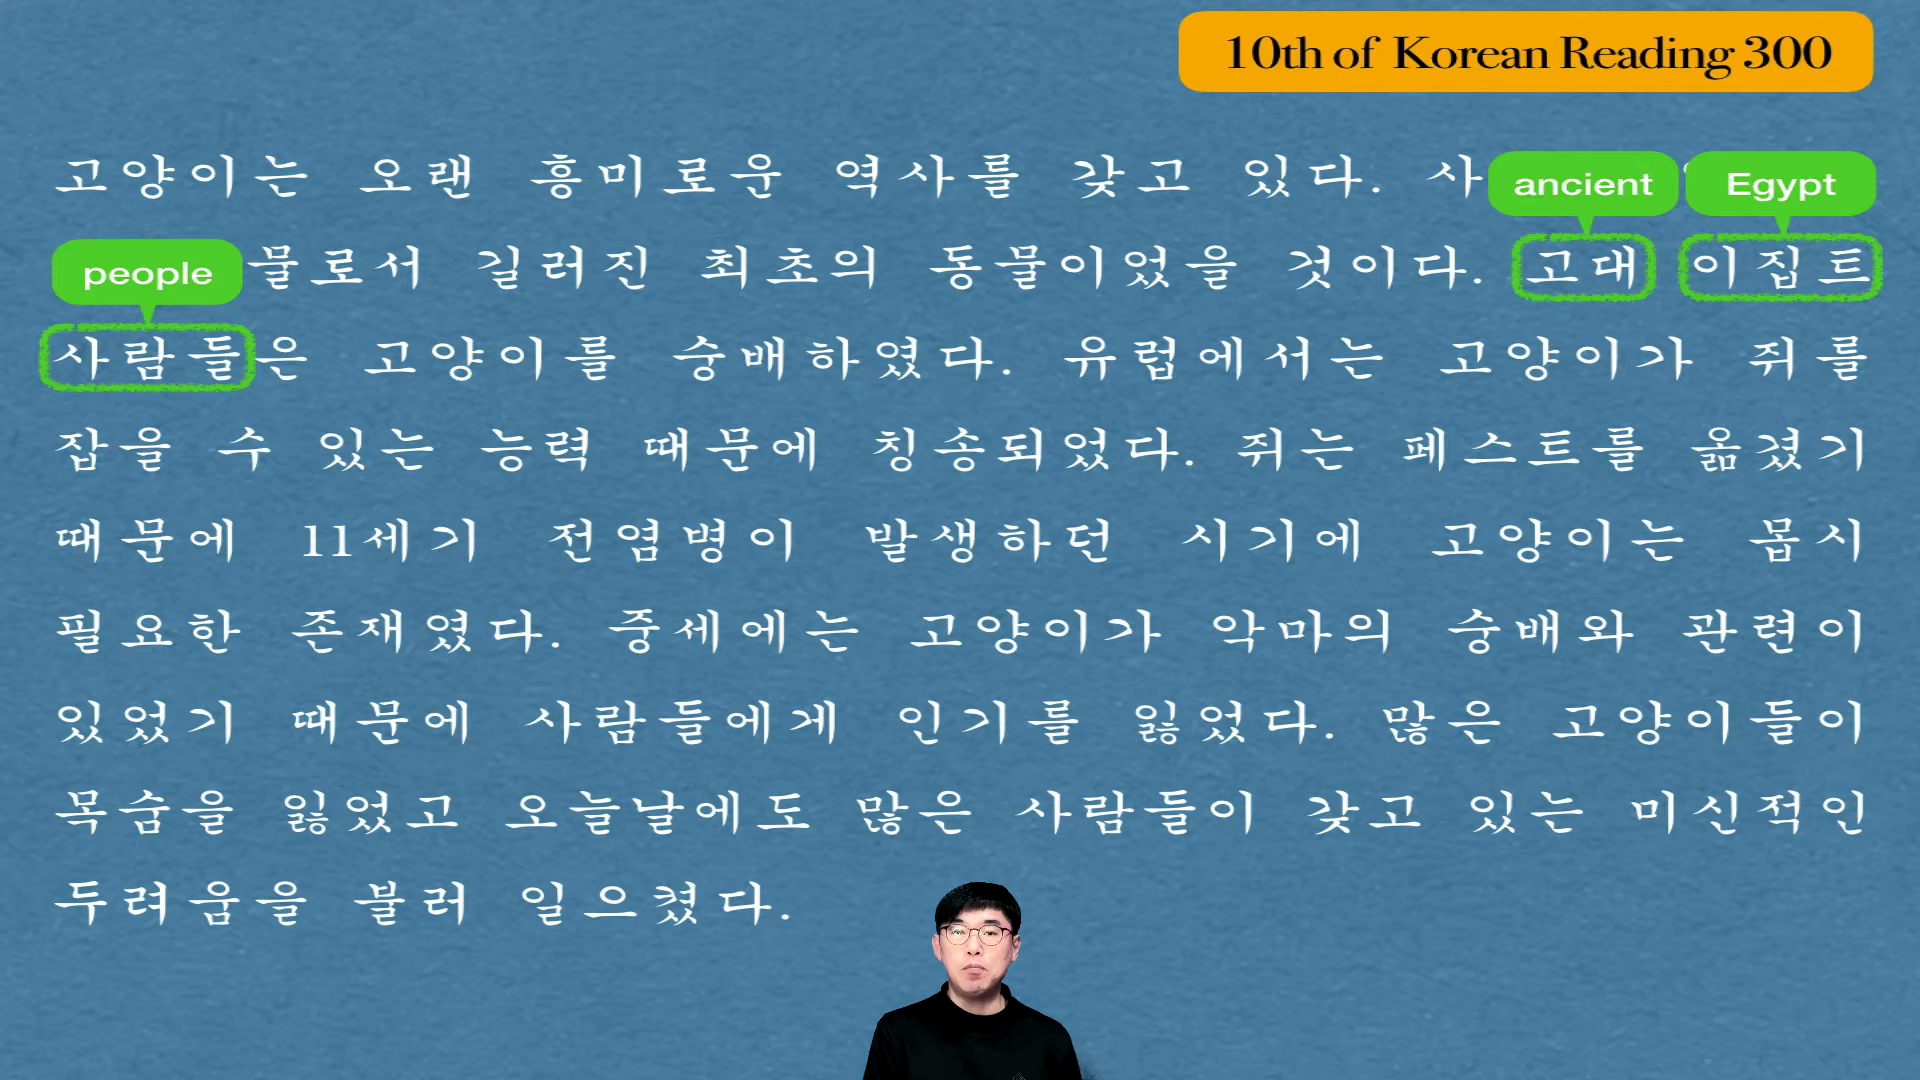 10th of Korean Reading 300
고양이는 오랜 흥미로운 역사를 갖고 있다.
ancient Egypt
people
물로서 길러진 최초의 동물이었을 것이다. 고대 이집트
사람들은 고양이를 숭배하였다. 유럽에서는 고양이가 쥐를
잡을 수 있는 능력 때문에 칭송되었다. 쥐는 페스트를 옮겼기
때문에 11세기 전염병이 발생하던 시기에 고양이는 몹시
필요한 존재였다. 중세에는 고양이가 악마의 숭배와 관련이
있었기 때문에 사람들에게 인기를 잃었다. 많은 고양이들이
목숨을 잃었고 오늘날에도 많은 사람들이 갖고 있는 미신적인
두려움을 불러 일으켰다.